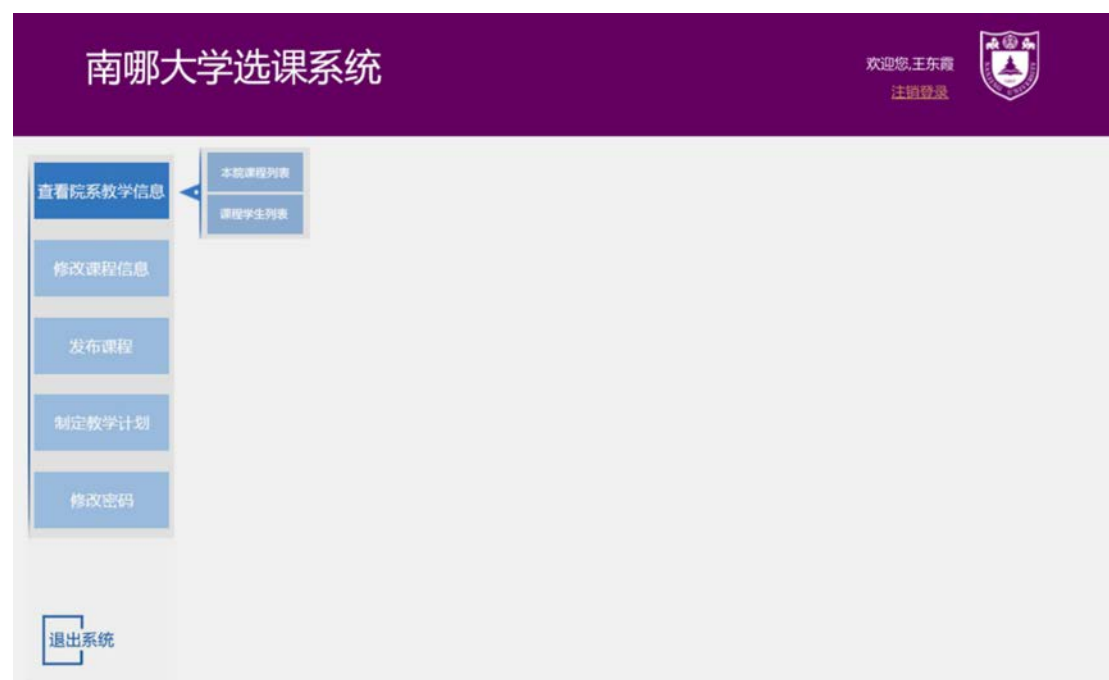 南哪大学选课系统
欢迎您,王东霞
注销登录
查看院系教学信息
本院课程列表
课程学生列表
修改课程信息
发布课程
制定教学计划
修改密码
退出系统